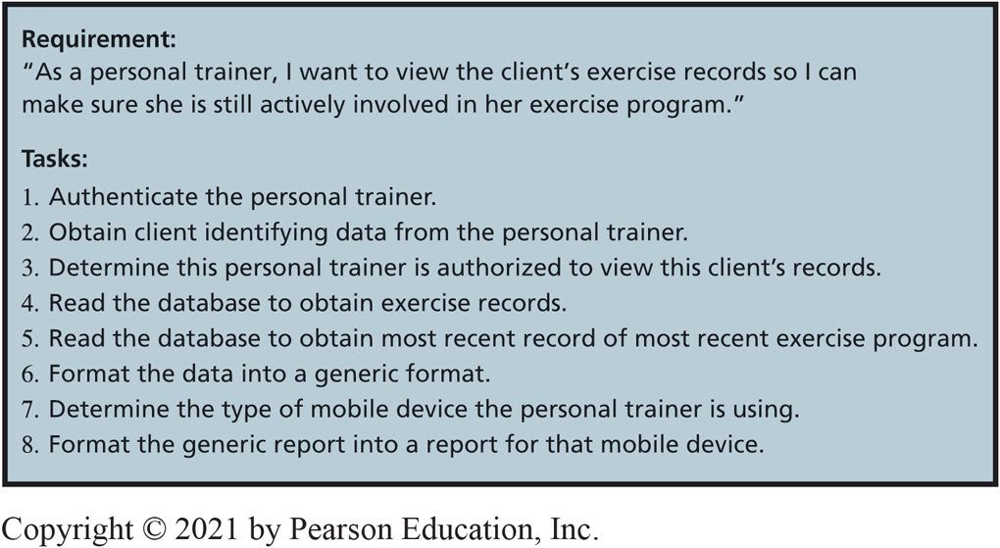 Requirement:
“As a personal trainer, I want to view the client’s exercise records so I can
make sure she is still actively involved in her exercise program.”
Tasks:
1. Authenticate the personal trainer.
2. Obtain client identifying data from the personal trainer.
3. Determine this personal trainer is authorized to view this client’s records.
4. Read the database to obtain exercise records.
5. Read the database to obtain most recent record of most recent exercise program.
6. Format the data into a generic format.
7. Determine the type of mobile device the personal trainer is using.
8. Format the generic report into a report for that mobile device.
Copyright © 2021 by Pearson Education, Inc.